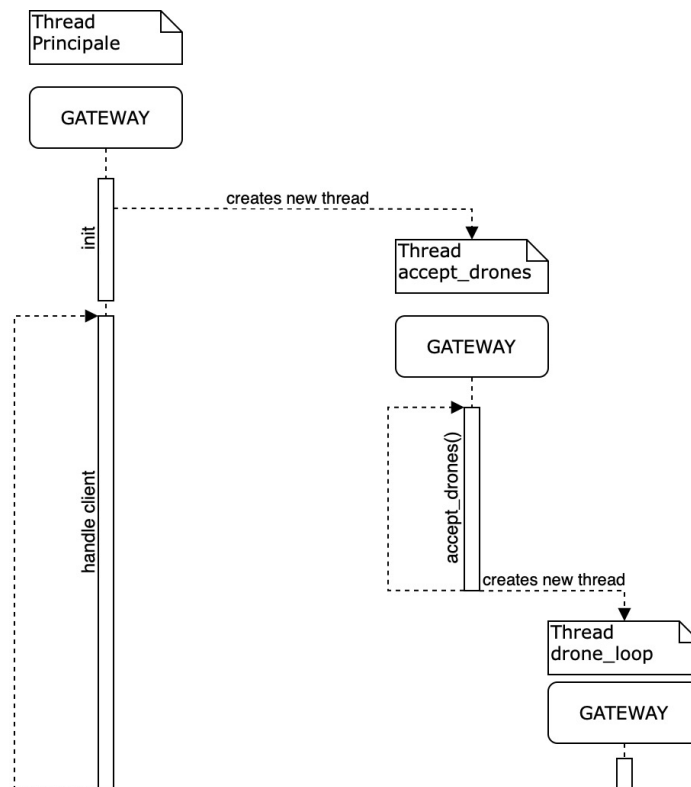 Thread
Principale
GATEWAY
creates new thread
init
Thread
accept_drones
GATEWAY
handle client
accept_drones()
creates new thread
Thread
drone_loop
GATEWAY